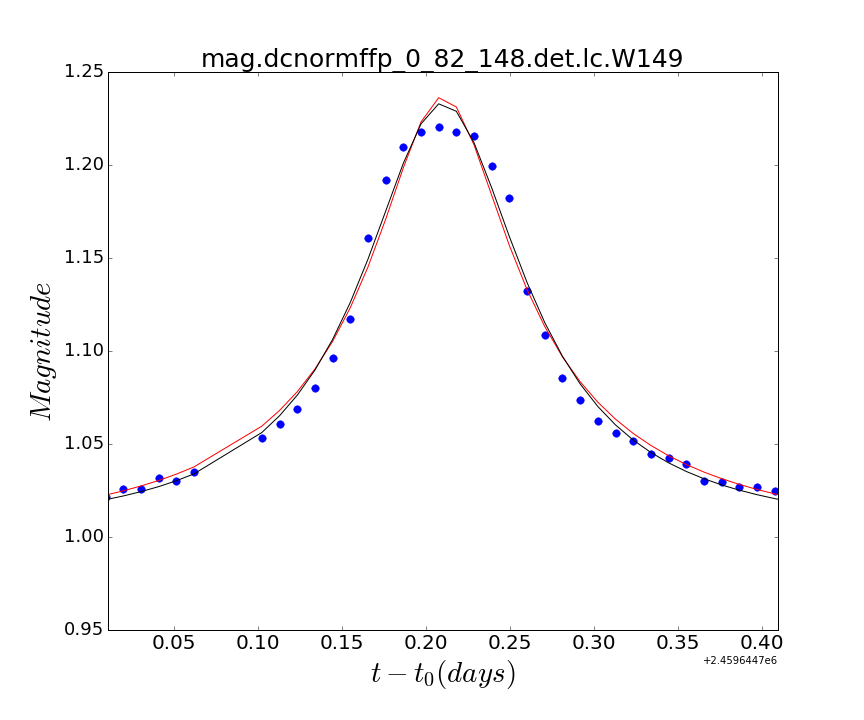 mag.dcnormffp_0_82_148.det.lc.W149
1.25
1.20
1.15
1.10
1.05
1.00
0.95
Magnitude
0.05 0.10 0.15 0.20 0.25 0.30 0.35 0.40
+2.4596447e6
t − t₀(days)